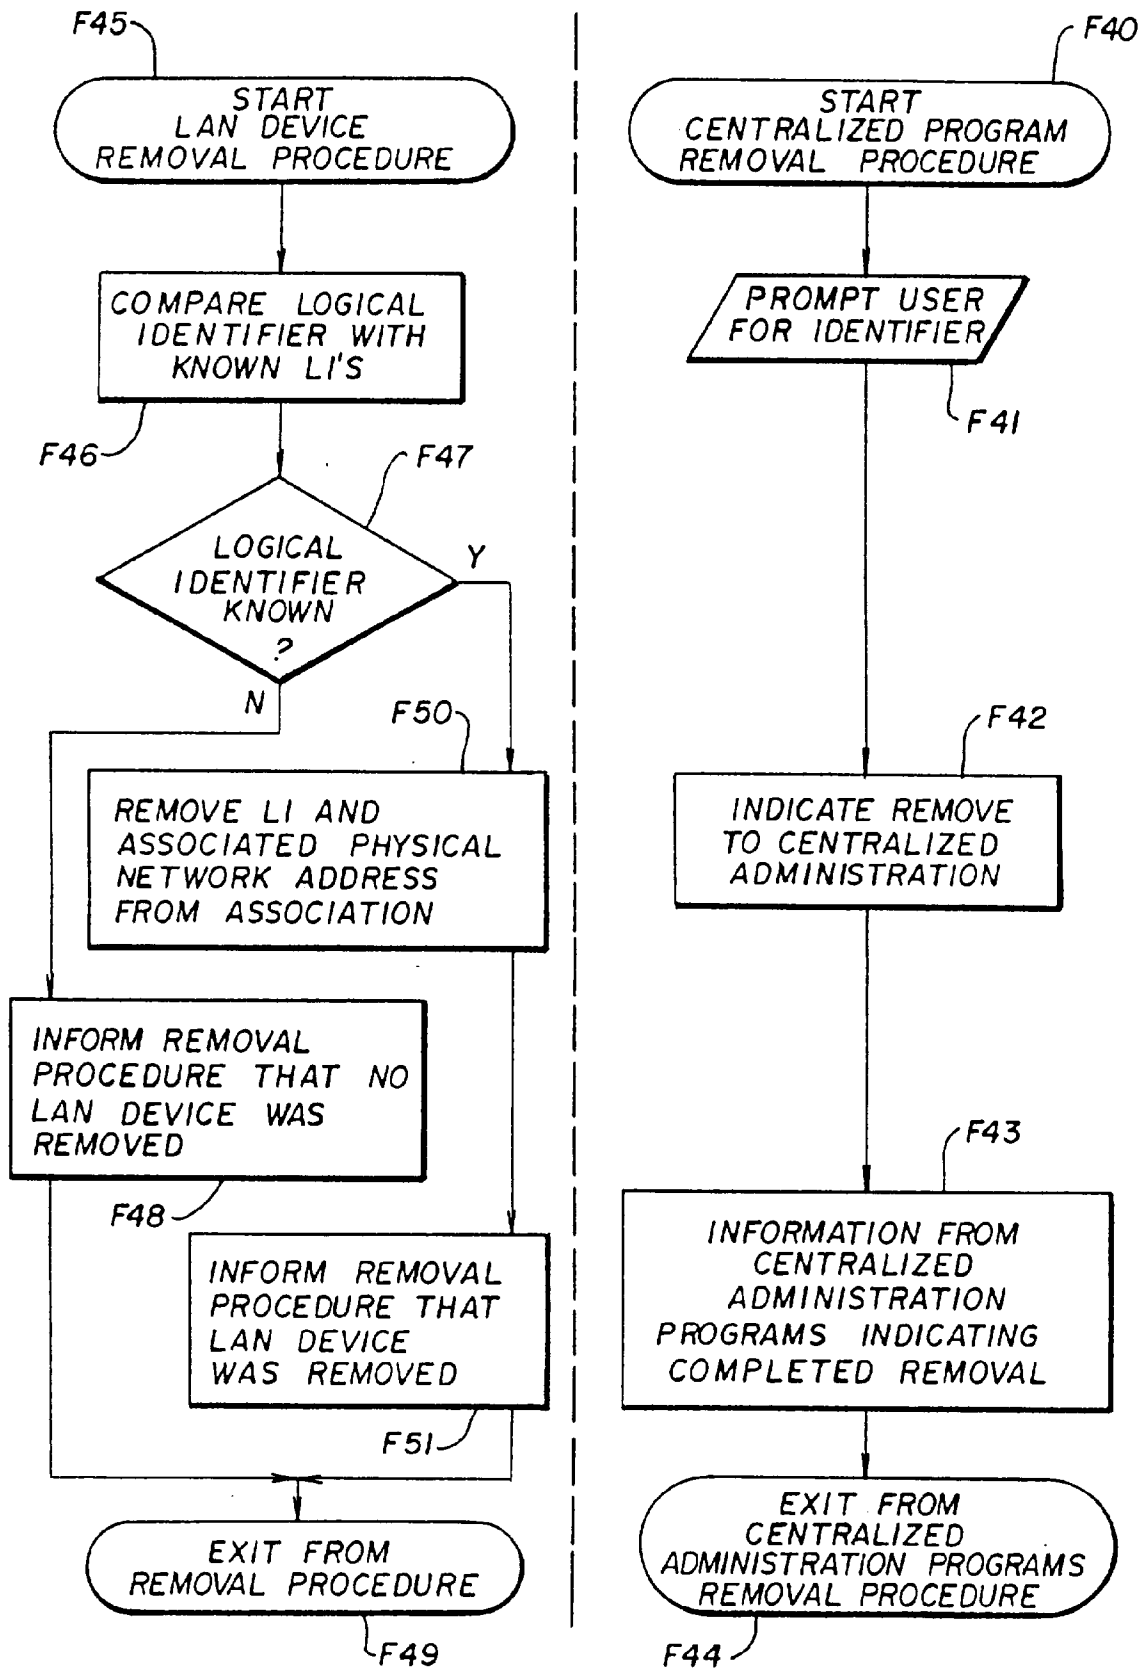 F45
START
LAN DEVICE
REMOVAL PROCEDURE
COMPARE LOGICAL
IDENTIFIER WITH
KNOWN LI'S
F46
F47
LOGICAL
IDENTIFIER
KNOWN
?
Y
N
F50
REMOVE LI AND
ASSOCIATED PHYSICAL
NETWORK ADDRESS
FROM ASSOCIATION
INFORM REMOVAL
PROCEDURE THAT NO
LAN DEVICE WAS
REMOVED
F48
INFORM REMOVAL
PROCEDURE THAT
LAN DEVICE
WAS REMOVED
F51
EXIT FROM
REMOVAL PROCEDURE
F49
F40
START
CENTRALIZED PROGRAM
REMOVAL PROCEDURE
PROMPT USER
FOR IDENTIFIER
F41
F42
INDICATE REMOVE
TO CENTRALIZED
ADMINISTRATION
F43
INFORMATION FROM
CENTRALIZED
ADMINISTRATION
PROGRAMS INDICATING
COMPLETED REMOVAL
EXIT FROM
CENTRALIZED
ADMINISTRATION PROGRAMS
REMOVAL PROCEDURE
F44